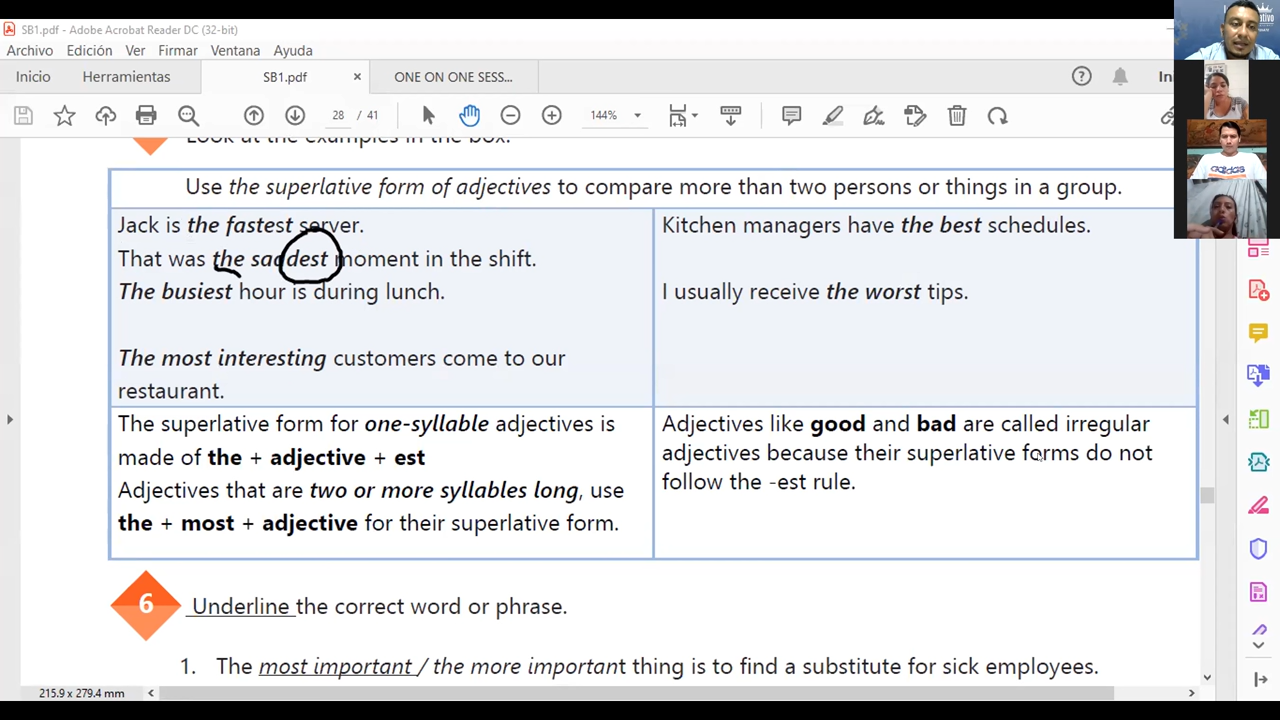 SB1.pdf - Adobe Acrobat Reader DC (32-bit)
Archivo Edición Ver Firmar Ventana Ayuda
Inicio Herramientas SB1.pdf × ONE ON ONE SESS...
28 / 41 144%
Look at the examples in the box.
Use the superlative form of adjectives to compare more than two persons or things in a group.
Jack is the fastest server.
That was the saddest moment in the shift.
The busiest hour is during lunch.
The most interesting customers come to our
restaurant.
Kitchen managers have the best schedules.
I usually receive the worst tips.
The superlative form for one-syllable adjectives is
made of the + adjective + est
Adjectives that are two or more syllables long, use
the + most + adjective for their superlative form.
Adjectives like good and bad are called irregular
adjectives because their superlative forms do not
follow the -est rule.
6 Underline the correct word or phrase.
1. The most important / the more important thing is to find a substitute for sick employees.
215.9 x 279.4 mm
adidas